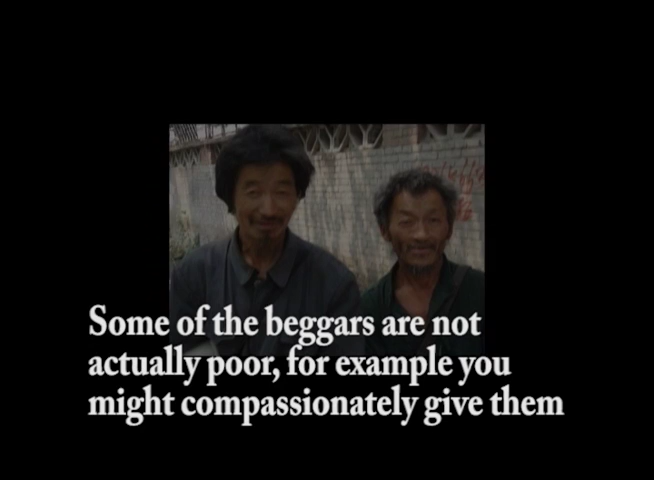 Some of the beggars are not
actually poor, for example you
might compassionately give them